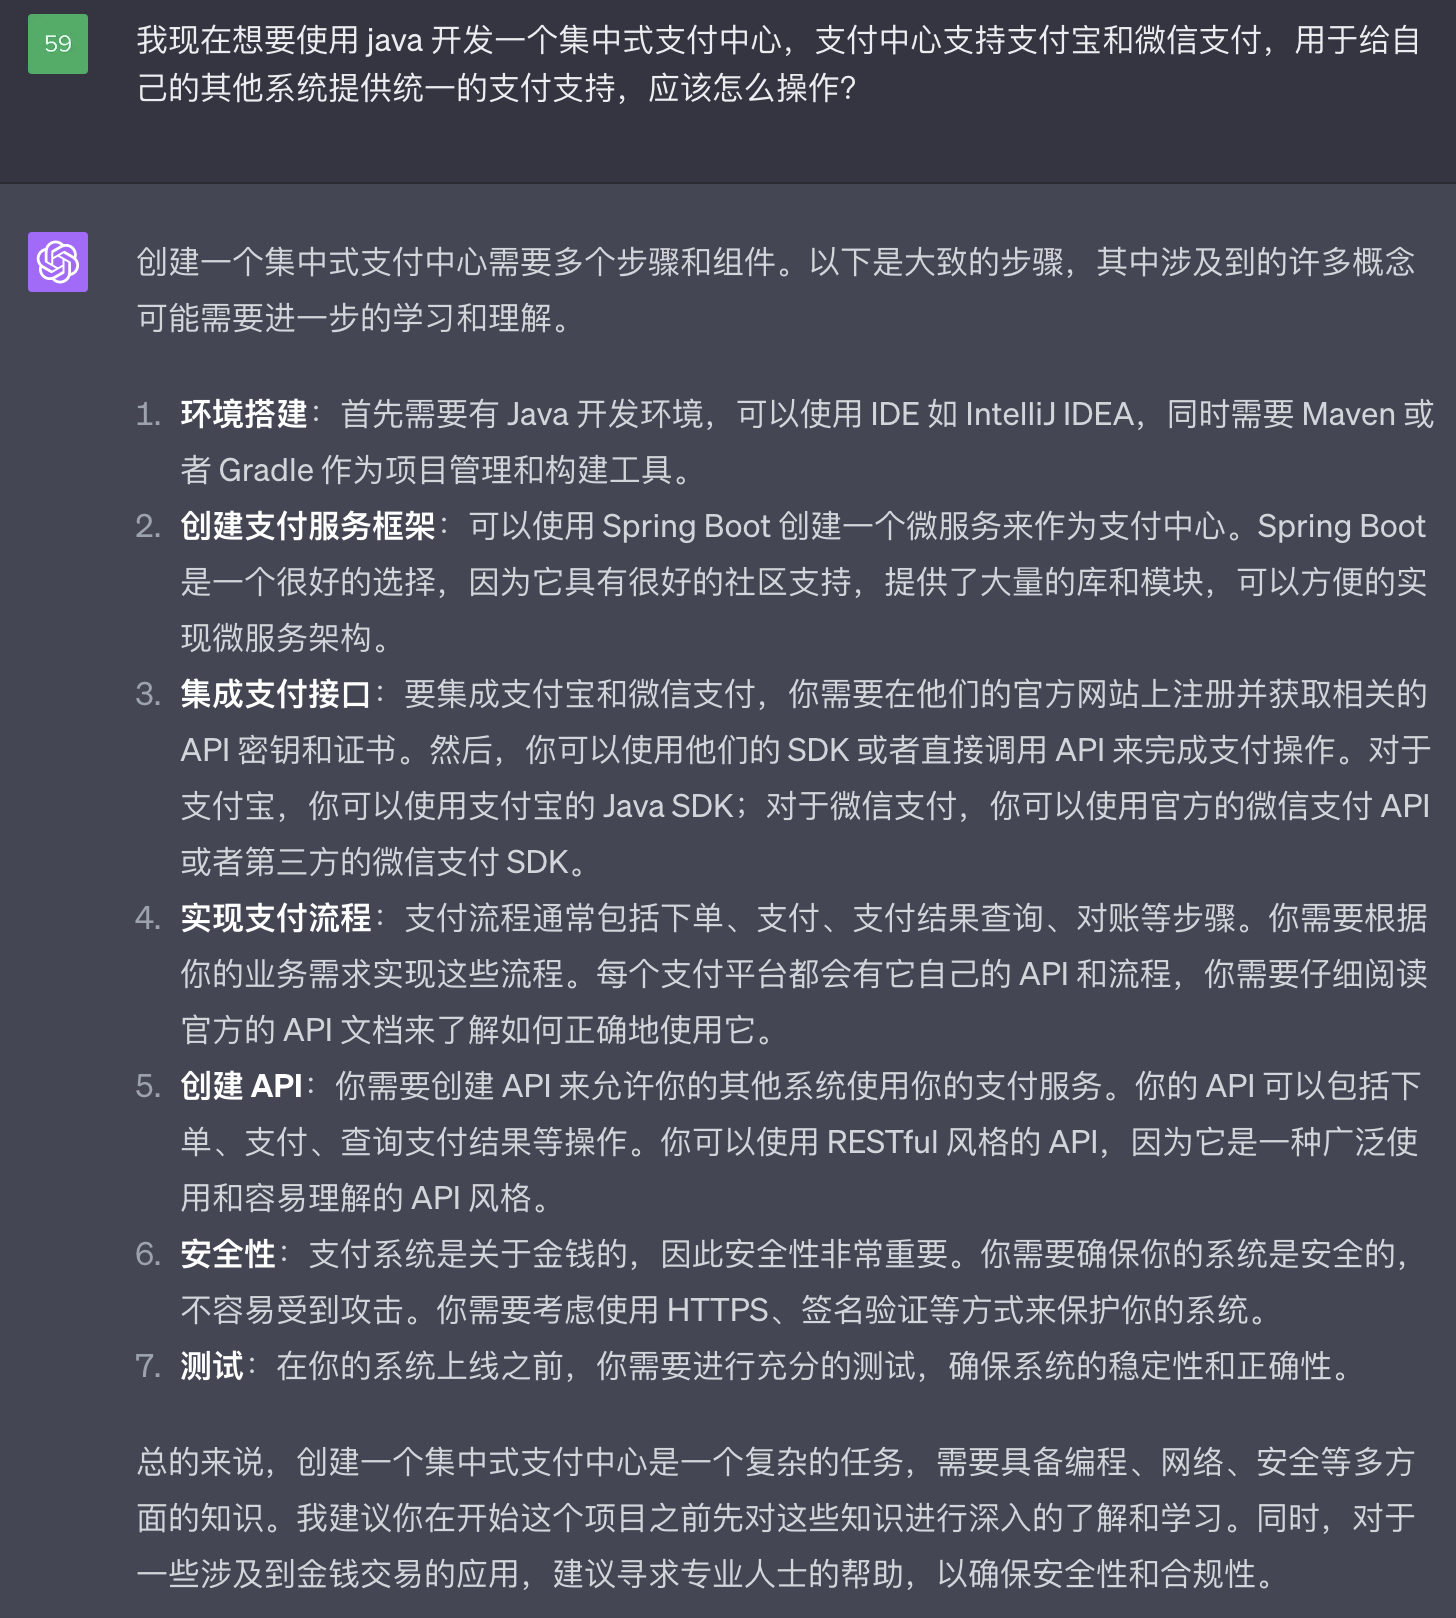 59
我现在想要使用 java 开发一个集中式支付中心，支付中心支持支付宝和微信支付，用于给自
己的其他系统提供统一的支付支持，应该怎么操作?
创建一个集中式支付中心需要多个步骤和组件。以下是大致的步骤，其中涉及到的许多概念
可能需要进一步的学习和理解。
1. 环境搭建：首先需要有 Java 开发环境，可以使用 IDE 如 IntelliJ IDEA，同时需要 Maven 或
者 Gradle 作为项目管理和构建工具。
2. 创建支付服务框架：可以使用 Spring Boot 创建一个微服务来作为支付中心。Spring Boot
是一个很好的选择，因为它具有很好的社区支持，提供了大量的库和模块，可以方便的实
现微服务架构。
3. 集成支付接口：要集成支付宝和微信支付，你需要在他们的官方网站上注册并获取相关的
API 密钥和证书。然后，你可以使用他们的 SDK 或者直接调用 API 来完成支付操作。对于
支付宝，你可以使用支付宝的 Java SDK；对于微信支付，你可以使用官方的微信支付 API
或者第三方的微信支付 SDK。
4. 实现支付流程：支付流程通常包括下单、支付、支付结果查询、对账等步骤。你需要根据
你的业务需求实现这些流程。每个支付平台都会有它自己的 API 和流程，你需要仔细阅读
官方的 API 文档来了解如何正确地使用它。
5. 创建 API：你需要创建 API 来允许你的其他系统使用你的支付服务。你的 API 可以包括下
单、支付、查询支付结果等操作。你可以使用 RESTful 风格的 API，因为它是一种广泛使
用和容易理解的 API 风格。
6. 安全性：支付系统是关于金钱的，因此安全性非常重要。你需要确保你的系统是安全的，
不容易受到攻击。你需要考虑使用 HTTPS、签名验证等方式来保护你的系统。
7. 测试：在你的系统上线之前，你需要进行充分的测试，确保系统的稳定性和正确性。
总的来说，创建一个集中式支付中心是一个复杂的任务，需要具备编程、网络、安全等多方
面的知识。我建议你在开始这个项目之前先对这些知识进行深入的了解和学习。同时，对于
一些涉及到金钱交易的应用，建议寻求专业人士的帮助，以确保安全性和合规性。